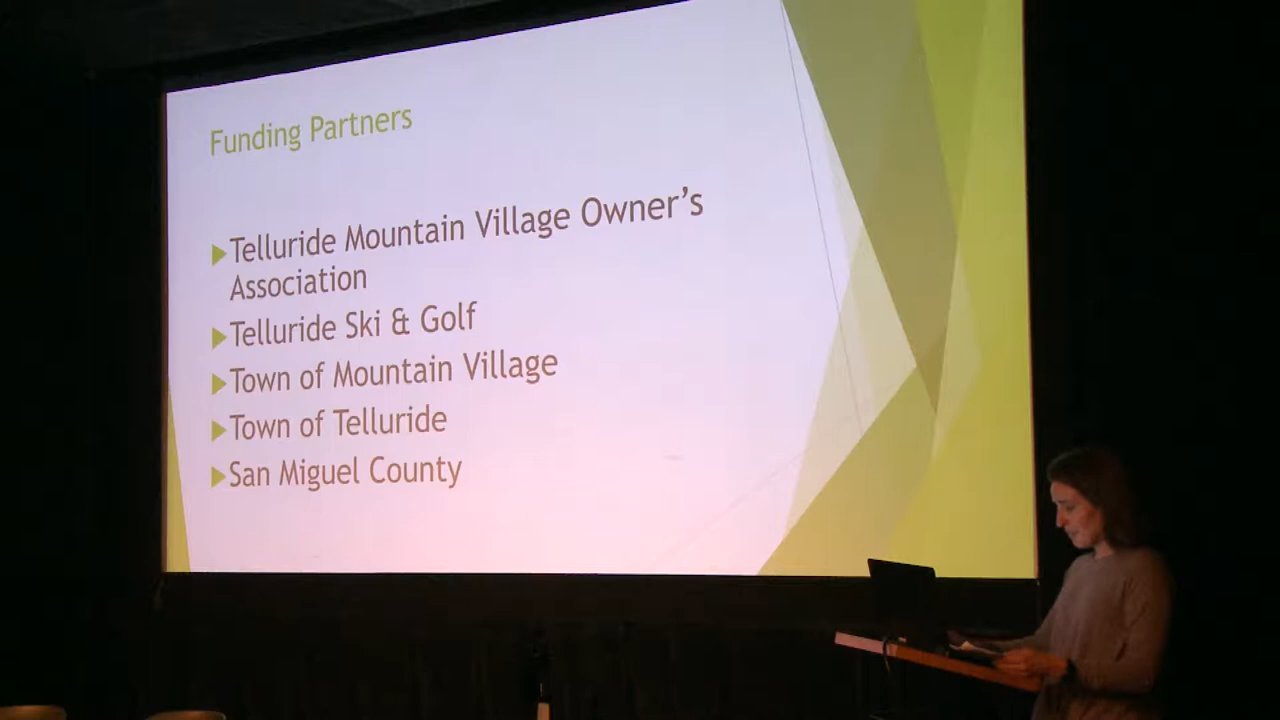 Funding Partners
Telluride Mountain Village Owner's
Association
Telluride Ski & Golf
Town of Mountain Village
Town of Telluride
San Miguel County